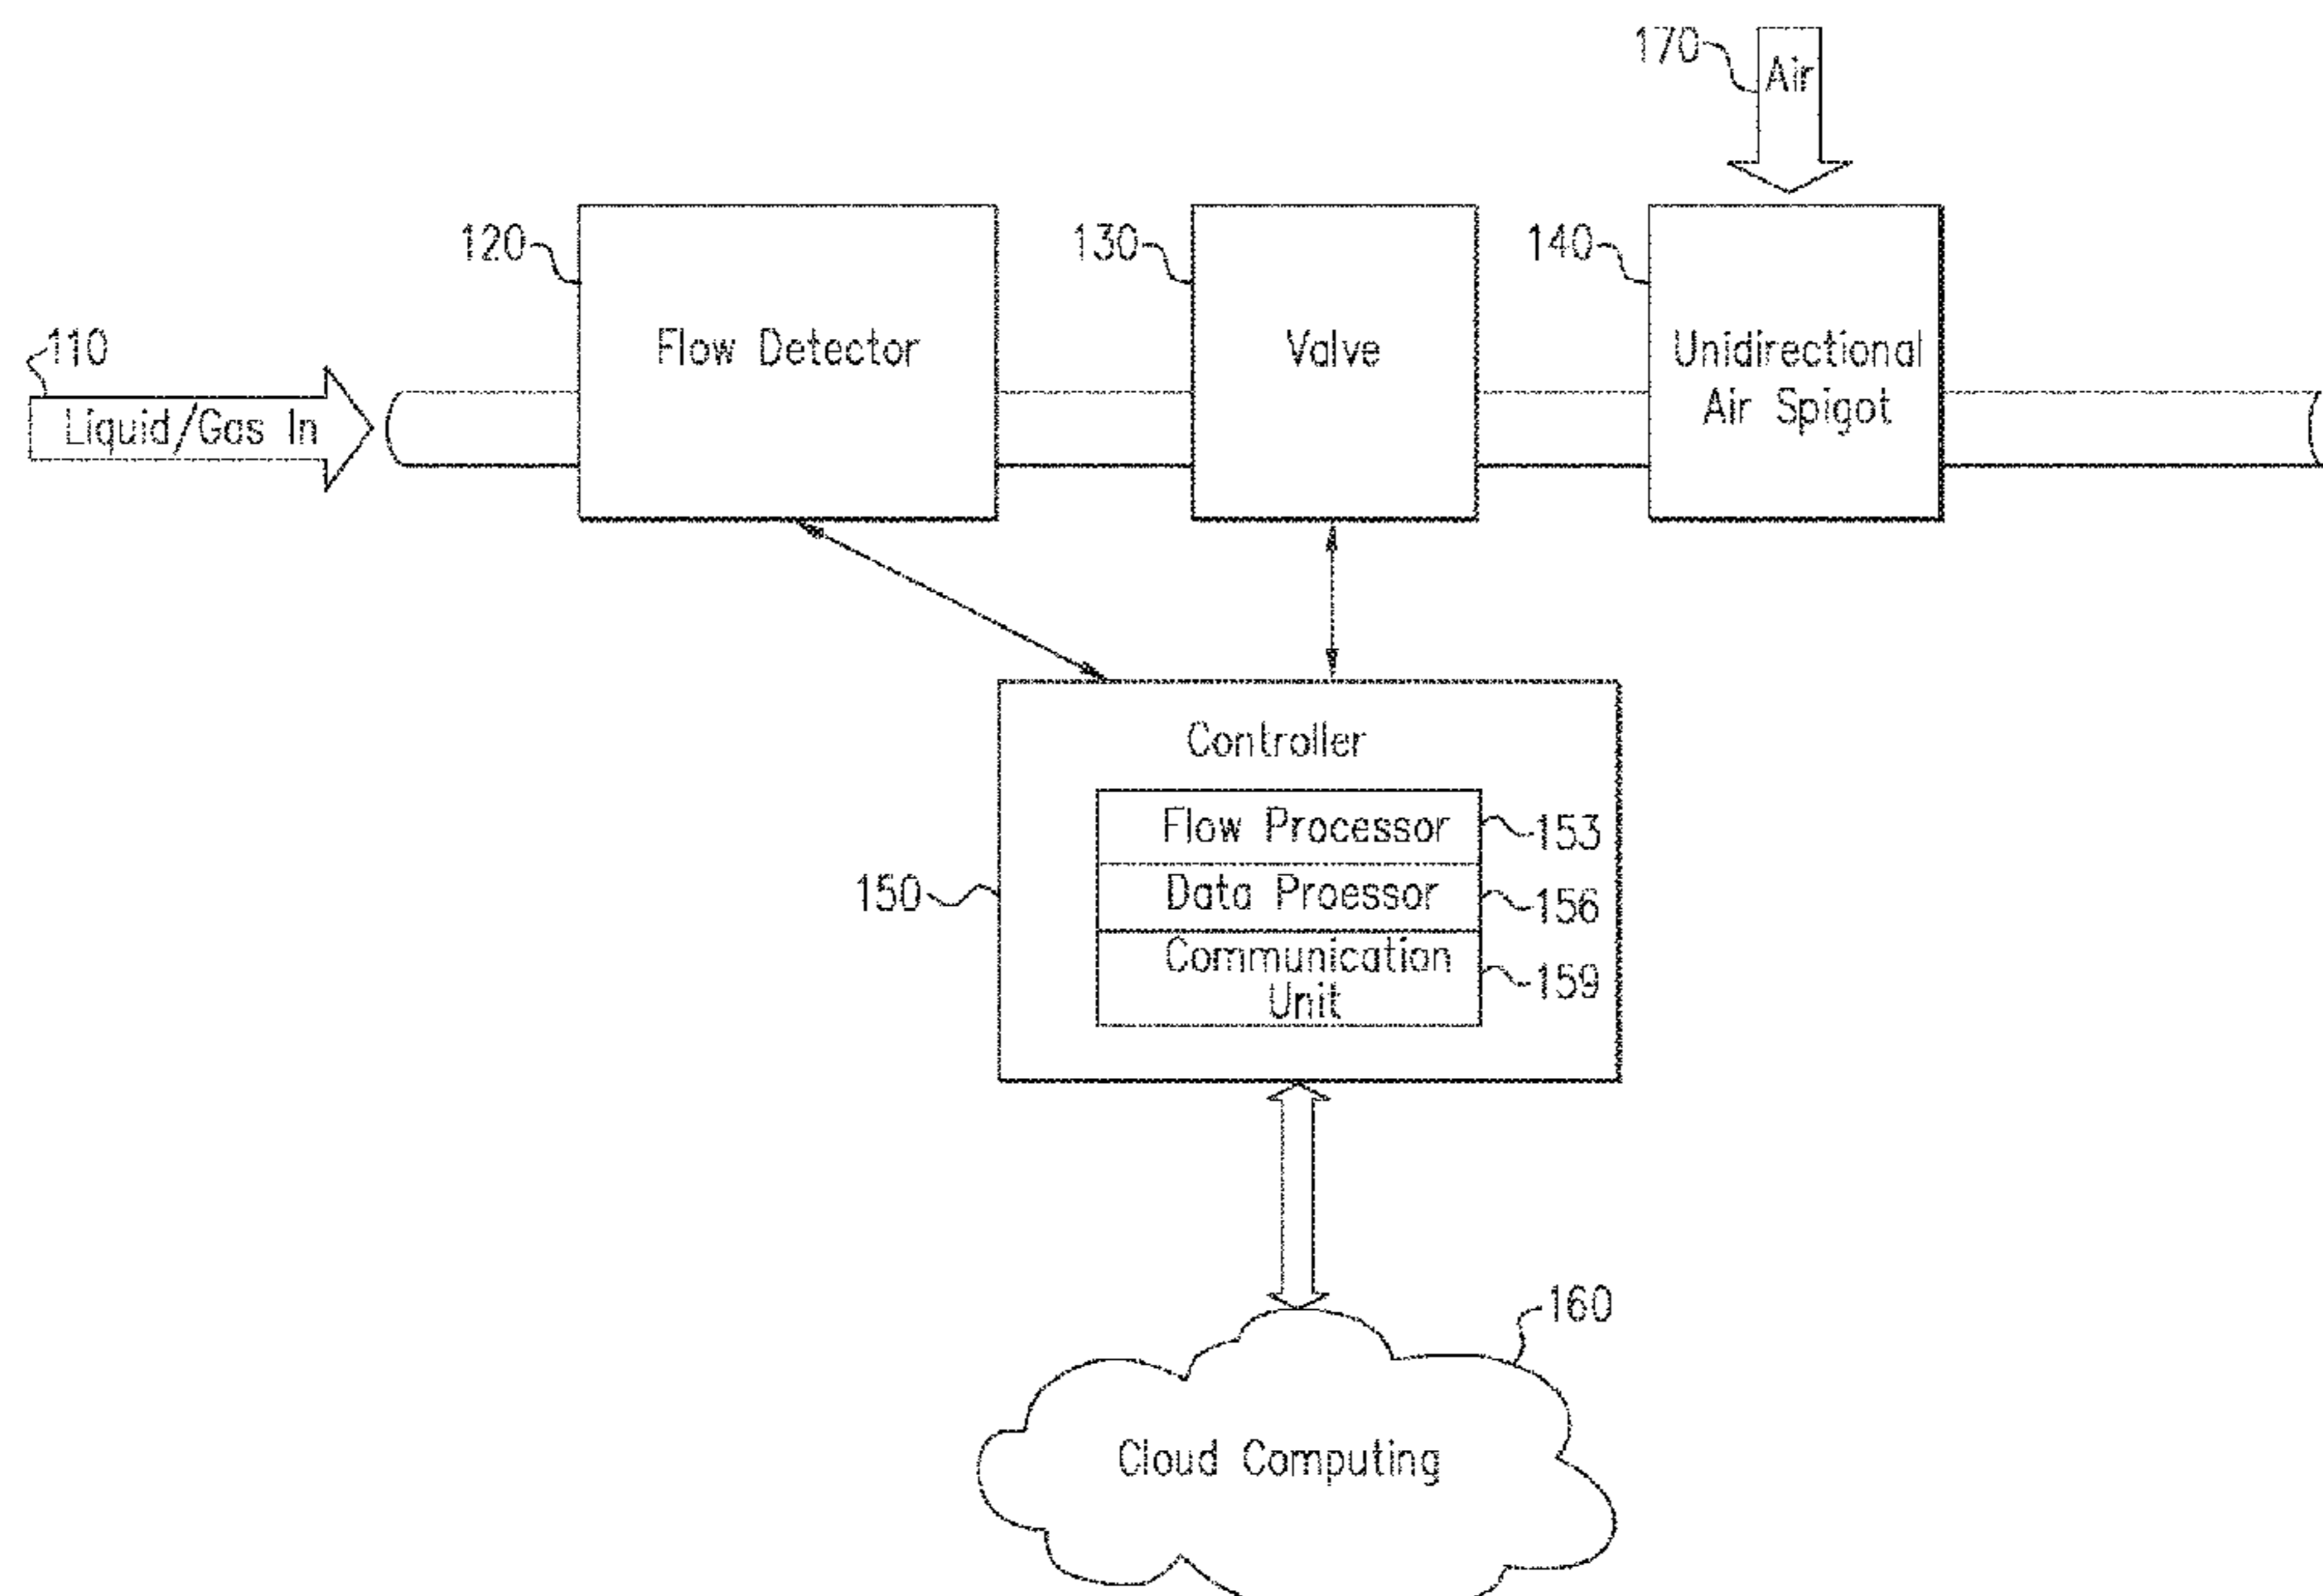 170
Air
120
130
140
110
Flow Detector
Valve
Unidirectional
Air Spigot
Liquid/Gas In
Controller
Flow Processor
153
150
Data Proessor
156
Communication
Unit
159
160
Cloud Computing